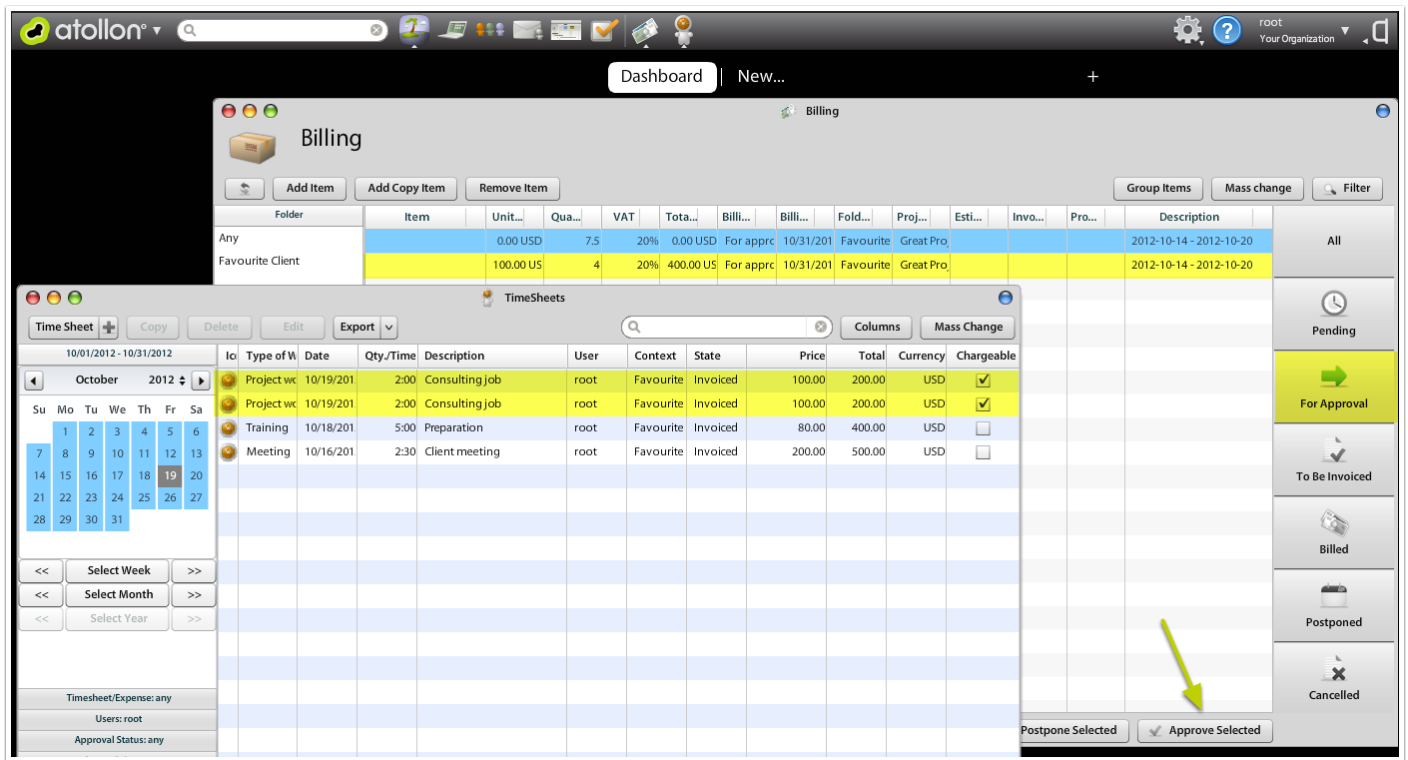 atollon
root
Your Organization
Dashboard New... +
Billing
Billing
Add Item Add Copy Item Remove Item Group Items Mass change Filter
Folder Item Unit... Qua... VAT Tota... Billi... Billi... Fold... Proj... Esti... Invo... Pro... Description
Any 0.00 USD 7.5 20% 0.00 USD For appro 10/31/201 Favourite Great Pro 2012-10-14 - 2012-10-20
Favourite Client 100.00 US 4 20% 400.00 US For appro 10/31/201 Favourite Great Pro 2012-10-14 - 2012-10-20
All
Pending
For Approval
To Be Invoiced
Billed
Postponed
Cancelled
Postpone Selected Approve Selected
TimeSheets
Time Sheet Copy Delete Edit Export Columns Mass Change
10/01/2012 - 10/31/2012
October 2012
Su Mo Tu We Th Fr Sa
1 2 3 4 5 6
7 8 9 10 11 12 13
14 15 16 17 18 19 20
21 22 23 24 25 26 27
28 29 30 31
<< Select Week >>
<< Select Month >>
<< Select Year >>
Timesheet/Expense: any
Users: root
Approval Status: any
Ico Type of W Date Qty./Time Description User Context State Price Total Currency Chargeable
Project wo 10/19/201 2:00 Consulting job root Favourite Invoiced 100.00 200.00 USD
Project wo 10/19/201 2:00 Consulting job root Favourite Invoiced 100.00 200.00 USD
Training 10/18/201 5:00 Preparation root Favourite Invoiced 80.00 400.00 USD
Meeting 10/16/201 2:30 Client meeting root Favourite Invoiced 200.00 500.00 USD